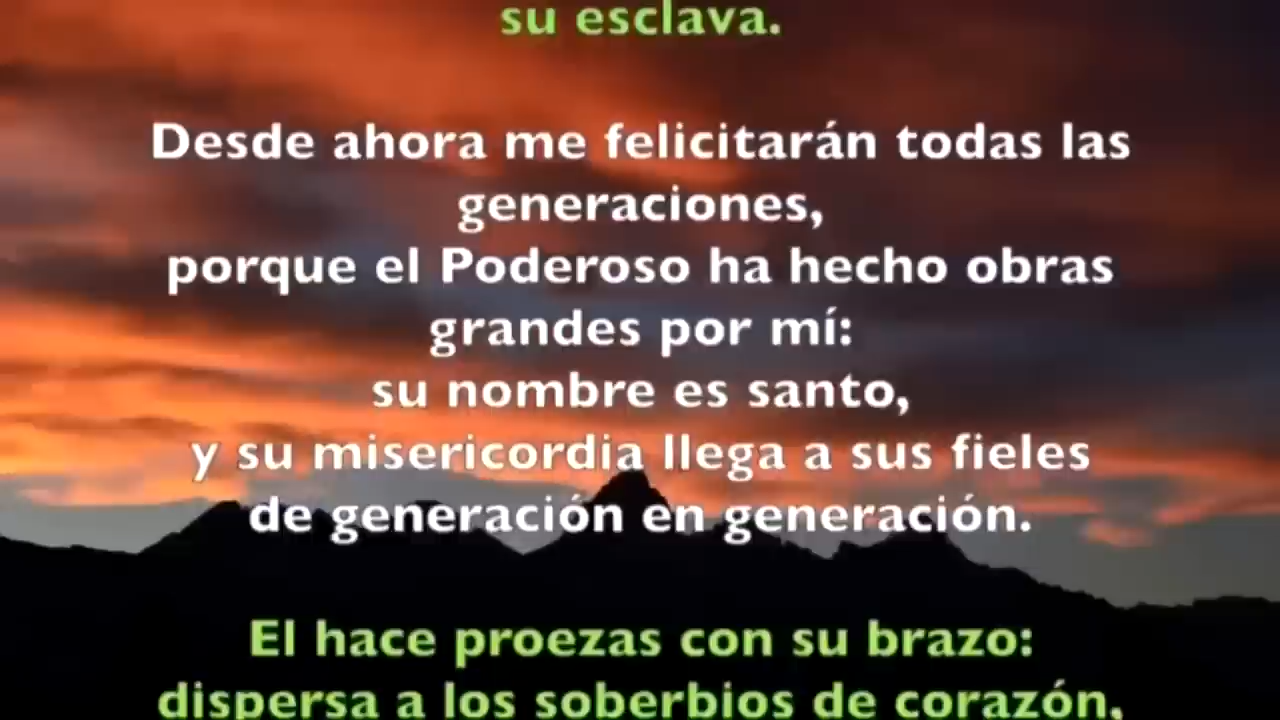 su esclava.
Desde ahora me felicitarán todas las
generaciones,
porque el Poderoso ha hecho obras
grandes por mí:
su nombre es santo,
y su misericordia llega a sus fieles
de generación en generación.
El hace proezas con su brazo:
dispersa a los soberbios de corazón,